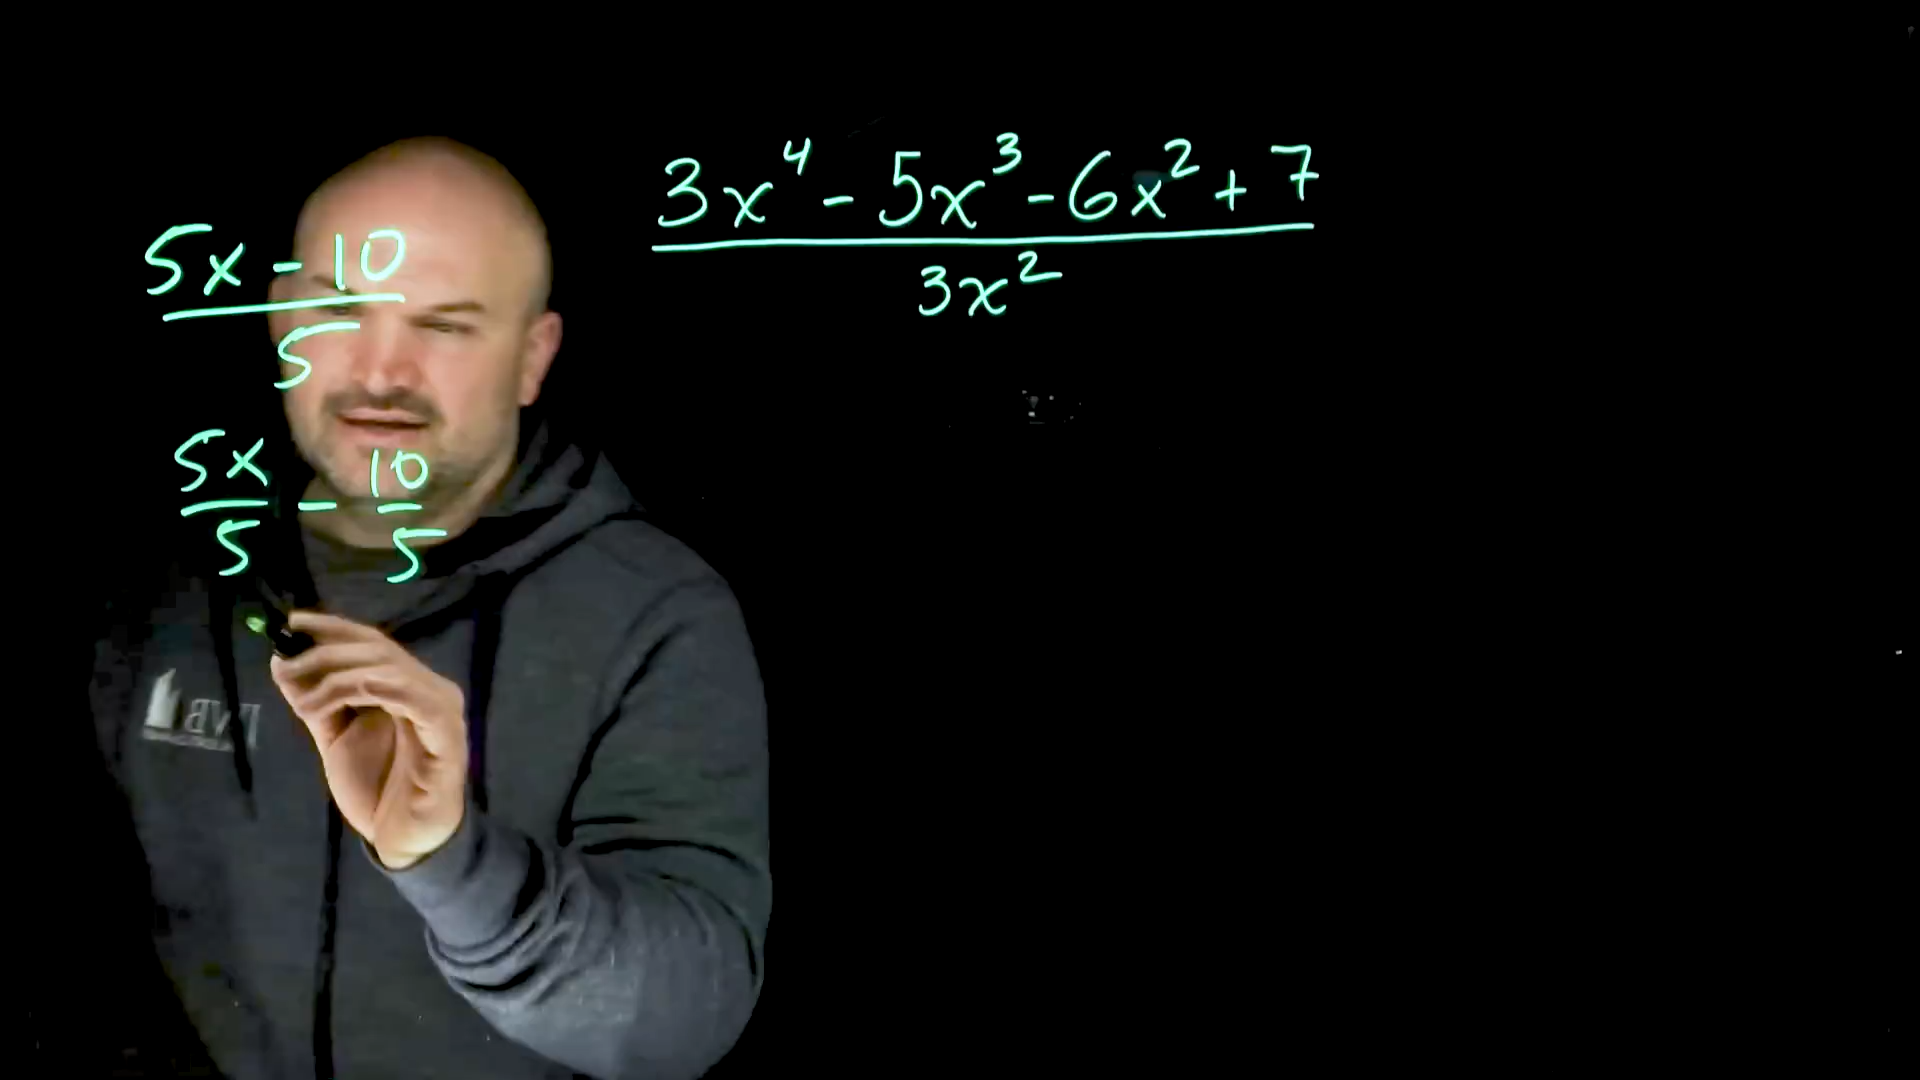 5x - 10
5
5x/5 - 10/5
3x⁴ - 5x³ - 6x² + 7
3x²